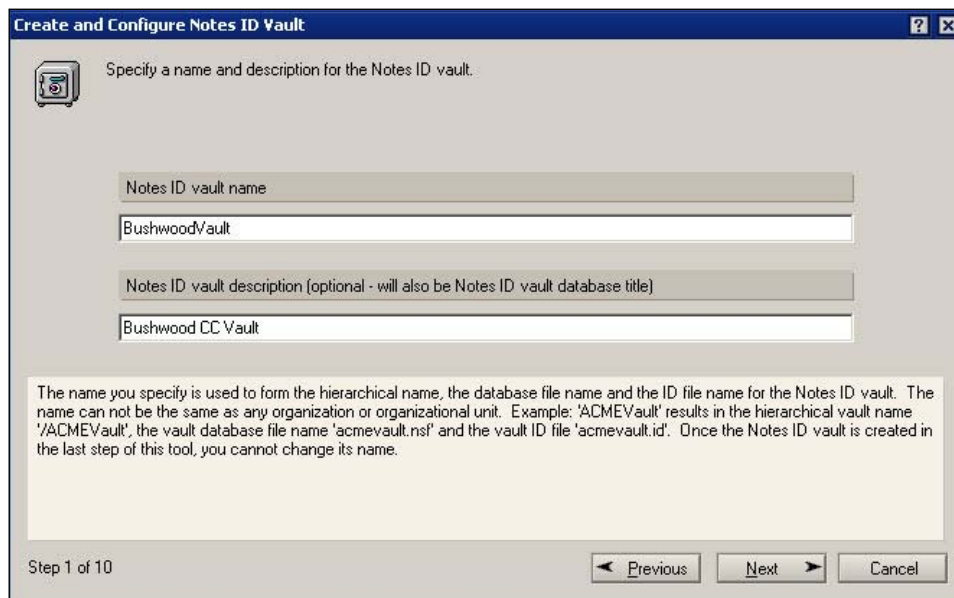 Create and Configure Notes ID Vault
Specify a name and description for the Notes ID vault.
Notes ID vault name
BushwoodVault
Notes ID vault description (optional - will also be Notes ID vault database title)
Bushwood CC Vault
The name you specify is used to form the hierarchical name, the database file name and the ID file name for the Notes ID vault. The
name can not be the same as any organization or organizational unit. Example: 'ACMEVault' results in the hierarchical vault name
'/ACMEVault', the vault database file name 'acmevault.nsf' and the vault ID file 'acmevault.id'. Once the Notes ID vault is created in
the last step of this tool, you cannot change its name.
Step 1 of 10
Previous
Next
Cancel